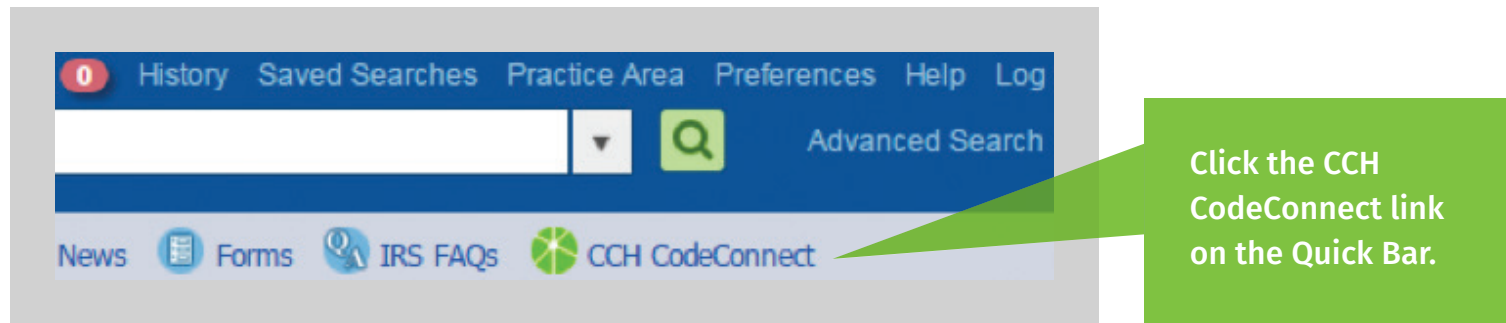 0 History Saved Searches Practice Area Preferences Help Log
Advanced Search
News Forms IRS FAQs CCH CodeConnect
Click the CCH
CodeConnect link
on the Quick Bar.